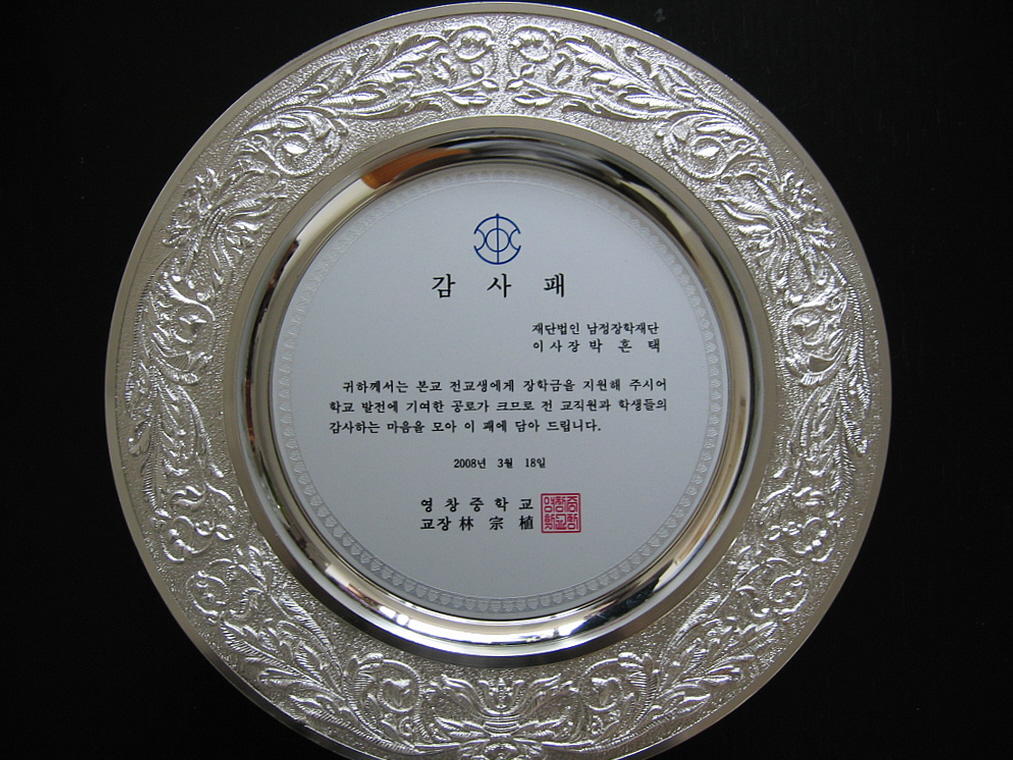 감 사 패
재단법인 남정장학재단
이사장 박 흔 택
귀하께서는 본교 전교생에게 장학금을 지원해 주시어
학교 발전에 기여한 공로가 크므로 전 교직원과 학생들의
감사하는 마음을 모아 이 패에 담아 드립니다.
2008년 3월 18일
영 창 중 학 교
교장 林 宗 植